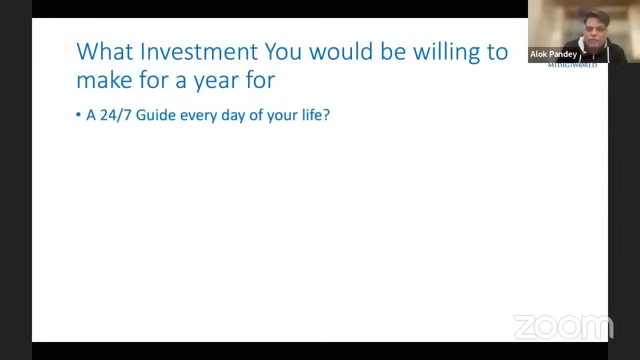 What Investment You would be willing to
make for a year for
• A 24/7 Guide every day of your life?
Alok Pandey
MIDIGIWORLD
zoom